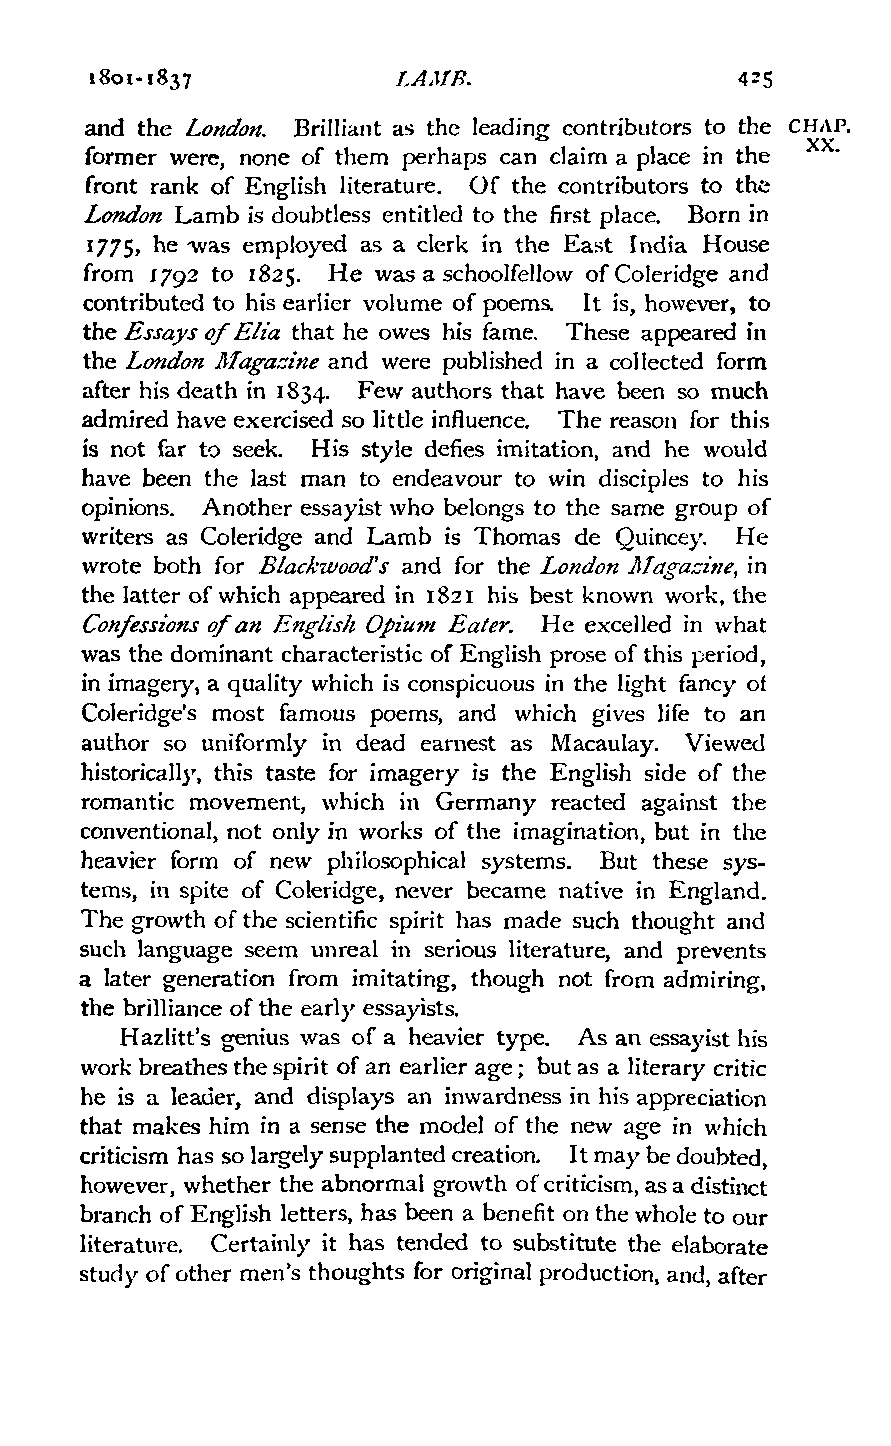 1801-1837 LAMB. 425
and the London. Brilliant as the leading contributors to the CHAP.
former were, none of them perhaps can claim a place in the XX.
front rank of English literature. Of the contributors to the
London Lamb is doubtless entitled to the first place. Born in
1775, he was employed as a clerk in the East India House
from 1792 to 1825. He was a schoolfellow of Coleridge and
contributed to his earlier volume of poems. It is, however, to
the Essays of Elia that he owes his fame. These appeared in
the London Magazine and were published in a collected form
after his death in 1834. Few authors that have been so much
admired have exercised so little influence. The reason for this
is not far to seek. His style defies imitation, and he would
have been the last man to endeavour to win disciples to his
opinions. Another essayist who belongs to the same group of
writers as Coleridge and Lamb is Thomas de Quincey. He
wrote both for Blackwood's and for the London Magazine, in
the latter of which appeared in 1821 his best known work, the
Confessions of an English Opium Eater. He excelled in what
was the dominant characteristic of English prose of this period,
in imagery, a quality which is conspicuous in the light fancy of
Coleridge's most famous poems, and which gives life to an
author so uniformly in dead earnest as Macaulay. Viewed
historically, this taste for imagery is the English side of the
romantic movement, which in Germany reacted against the
conventional, not only in works of the imagination, but in the
heavier form of new philosophical systems. But these sys-
tems, in spite of Coleridge, never became native in England.
The growth of the scientific spirit has made such thought and
such language seem unreal in serious literature, and prevents
a later generation from imitating, though not from admiring,
the brilliance of the early essayists.
Hazlitt's genius was of a heavier type. As an essayist his
work breathes the spirit of an earlier age; but as a literary critic
he is a leader, and displays an inwardness in his appreciation
that makes him in a sense the model of the new age in which
criticism has so largely supplanted creation. It may be doubted,
however, whether the abnormal growth of criticism, as a distinct
branch of English letters, has been a benefit on the whole to our
literature. Certainly it has tended to substitute the elaborate
study of other men's thoughts for original production, and, after